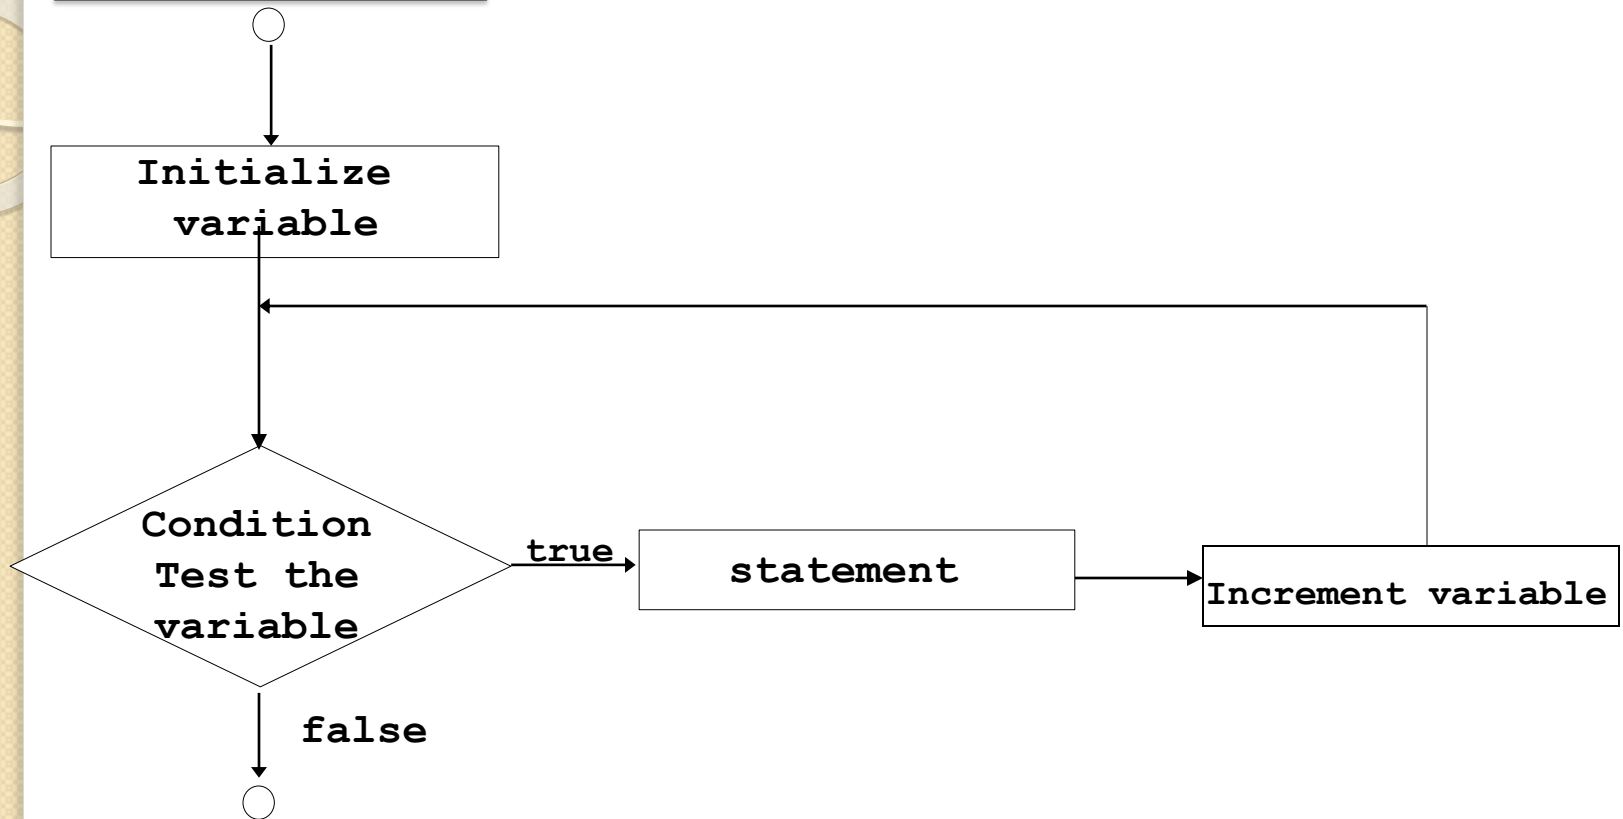 Initialize
variable
Condition
Test the
variable
true
statement
Increment variable
false